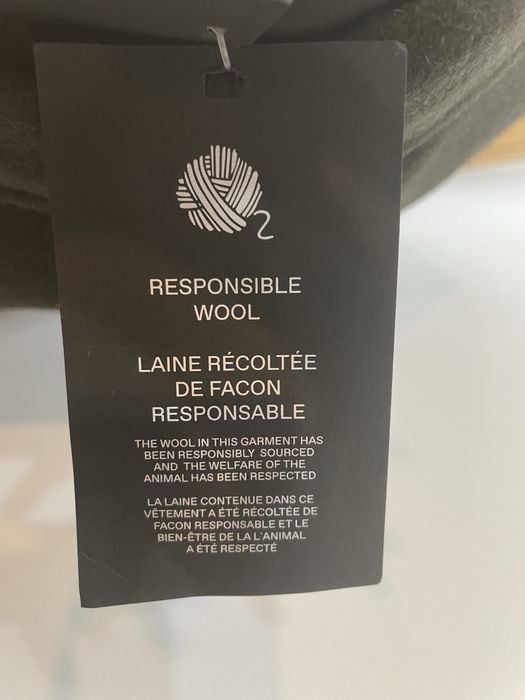 RESPONSIBLE
WOOL
LAINE RÉCOLTÉE
DE FACON
RESPONSABLE
THE WOOL IN THIS GARMENT HAS
BEEN RESPONSIBLY SOURCED
AND THE WELFARE OF THE
ANIMAL HAS BEEN RESPECTED
LA LAINE CONTENUE DANS CE
VÊTEMENT A ÉTÉ RÉCOLTÉE DE
FACON RESPONSABLE ET LE
BIEN-ÊTRE DE LA L'ANIMAL
A ÉTÉ RESPECTÉ